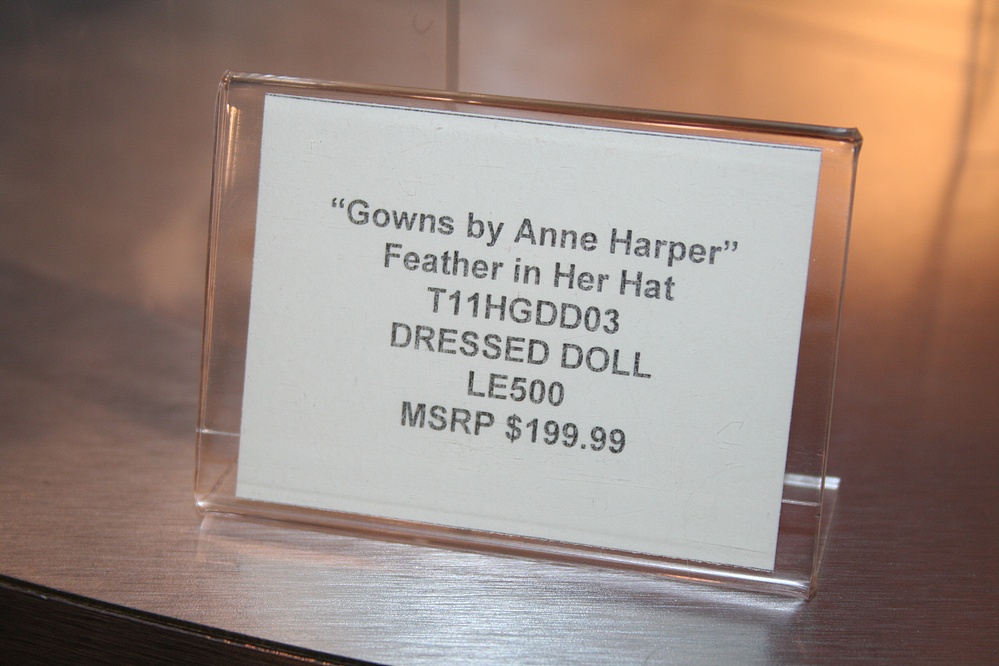 “Gowns by Anne Harper”
Feather in Her Hat
T11HGDD03
DRESSED DOLL
LE500
MSRP $199.99